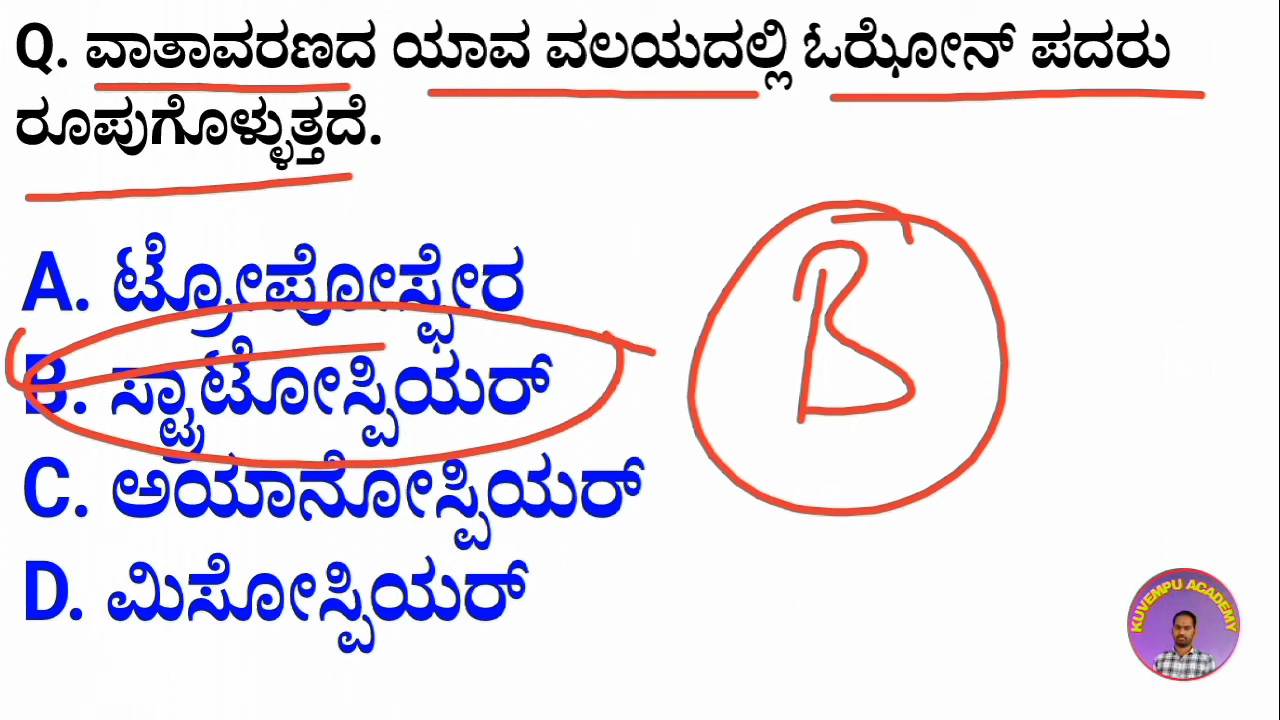 Q. ವಾತಾವರಣದ ಯಾವ ವಲಯದಲ್ಲಿ ಓಝೋನ್ ಪದರು
ರೂಪುಗೊಳ್ಳುತ್ತದೆ.
A. ಟ್ರೋಪೋಸ್ಫೇರ
B. ಸ್ಟ್ರಾಟೋಸ್ಪಿಯರ್
C. ಅಯಾನೋಸ್ಪಿಯರ್
D. ಮಿಸೋಸ್ಪಿಯರ್
B
KUVEMPU ACADEMY